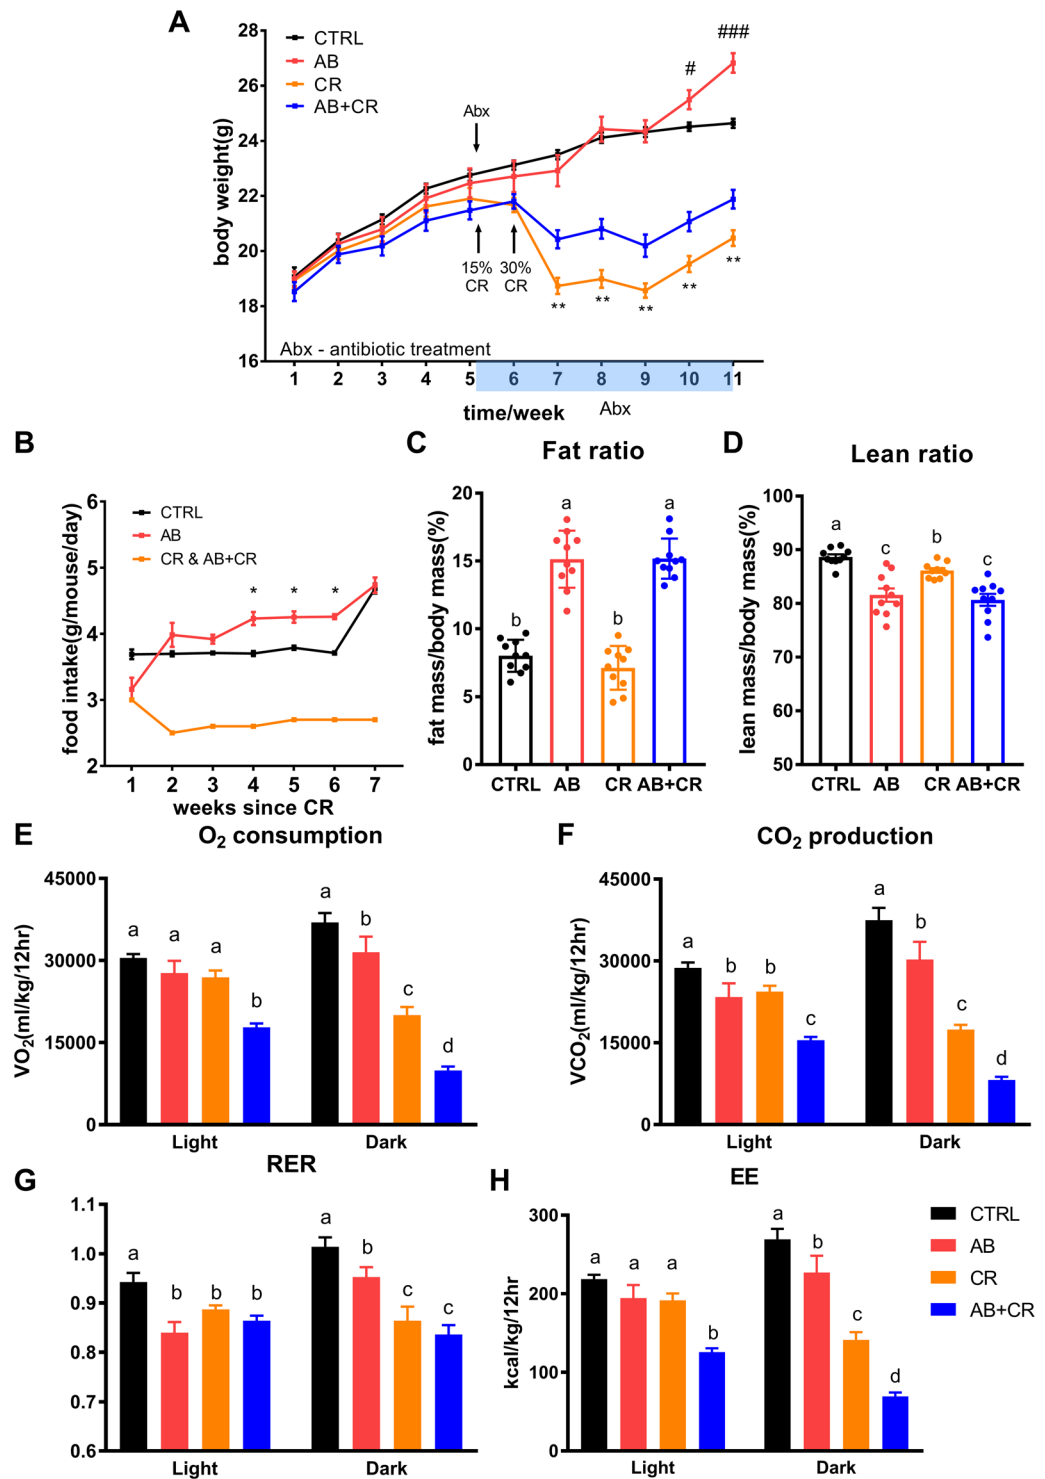 A
CTRL
AB
CR
AB+CR
body weight(g)
28
26
24
22
20
18
16
Abx
15%
CR
30%
CR
#
###
**
**
**
**
**
Abx - antibiotic treatment
1 2 3 4 5 6 7 8 9 10 11
time/week
Abx
B
CTRL
AB
CR & AB+CR
food intake(g/mouse/day)
6
5
4
3
2
* * *
1 2 3 4 5 6 7
weeks since CR
C
Fat ratio
fat mass/body mass(%)
20
15
10
5
0
b a b a
CTRL AB CR AB+CR
D
Lean ratio
lean mass/body mass(%)
100
90
80
70
60
50
a c b c
CTRL AB CR AB+CR
E
O2 consumption
VO2(ml/kg/12hr)
45000
30000
15000
0
a a a b a b c d
Light Dark
F
CO2 production
VCO2(ml/kg/12hr)
45000
30000
15000
0
a b b c a b c d
Light Dark
G
RER
1.1
1.0
0.9
0.8
0.7
0.6
a b b b a b c c
Light Dark
H
EE
kcal/kg/12hr
300
200
100
0
a a a b a b c d
Light Dark
CTRL
AB
CR
AB+CR